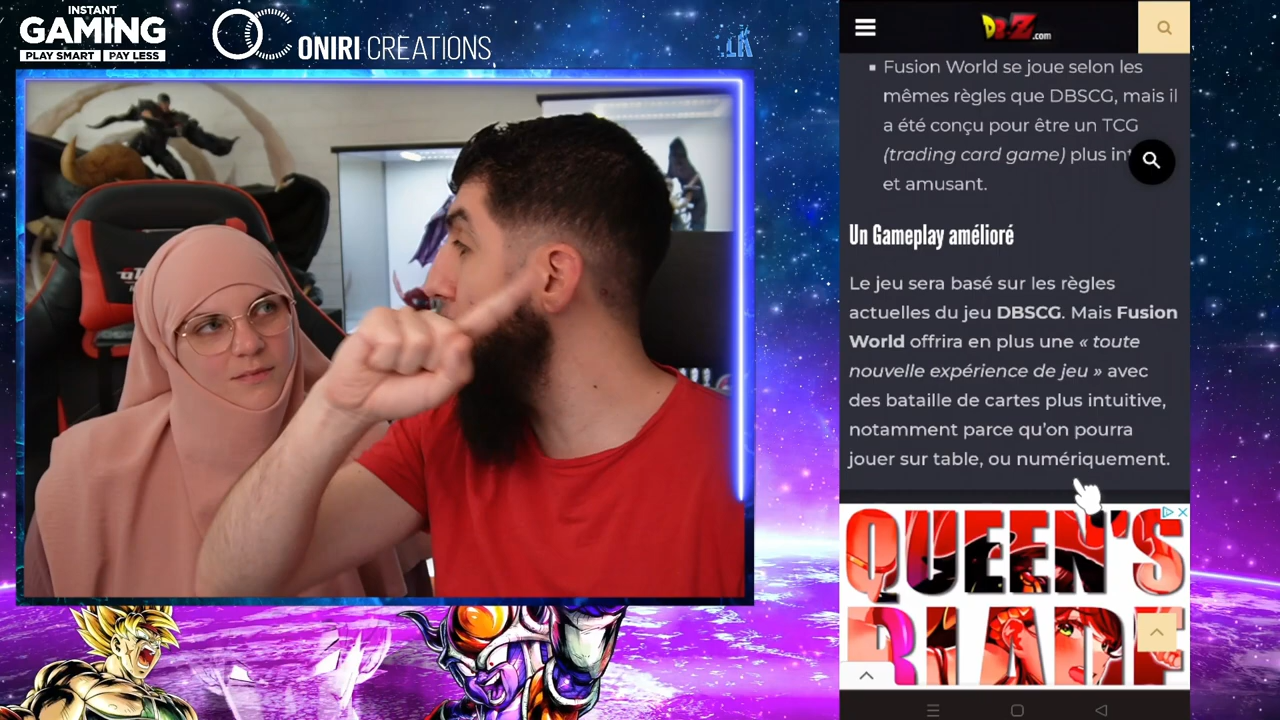 INSTANT
GAMING
PLAY SMART PAY LESS
ONIRI CREATIONS
DBZ.com
Fusion World se joue selon les
mêmes règles que DBSCG, mais il
a été conçu pour être un TCG
(trading card game) plus
et amusant.
Un Gameplay amélioré
Le jeu sera basé sur les règles
actuelles du jeu DBSCG. Mais Fusion
World offrira en plus une « toute
nouvelle expérience de jeu » avec
des bataille de cartes plus intuitive,
notamment parce qu'on pourra
jouer sur table, ou numériquement.
QUEEN'S
BLADE